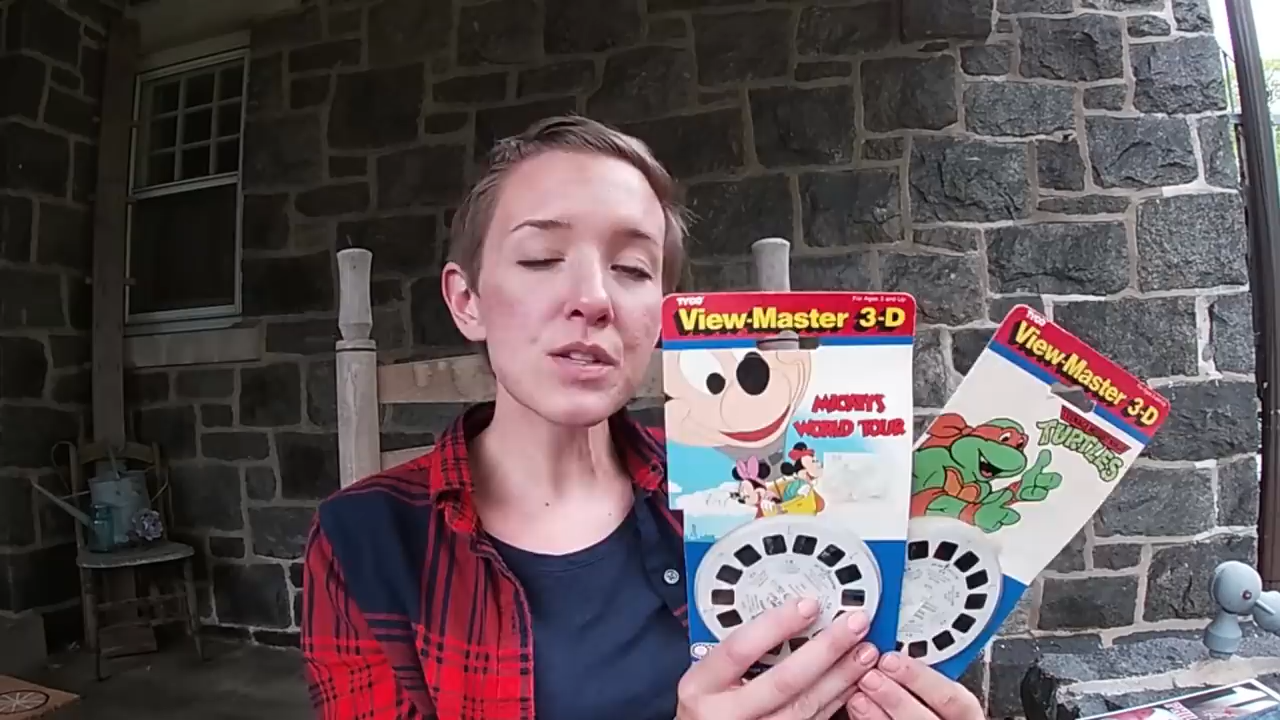 TYCO
For Ages 3 and Up
View-Master 3-D
MICKEY'S
WORLD TOUR
TYCO
View-Master 3-D
TURTLES